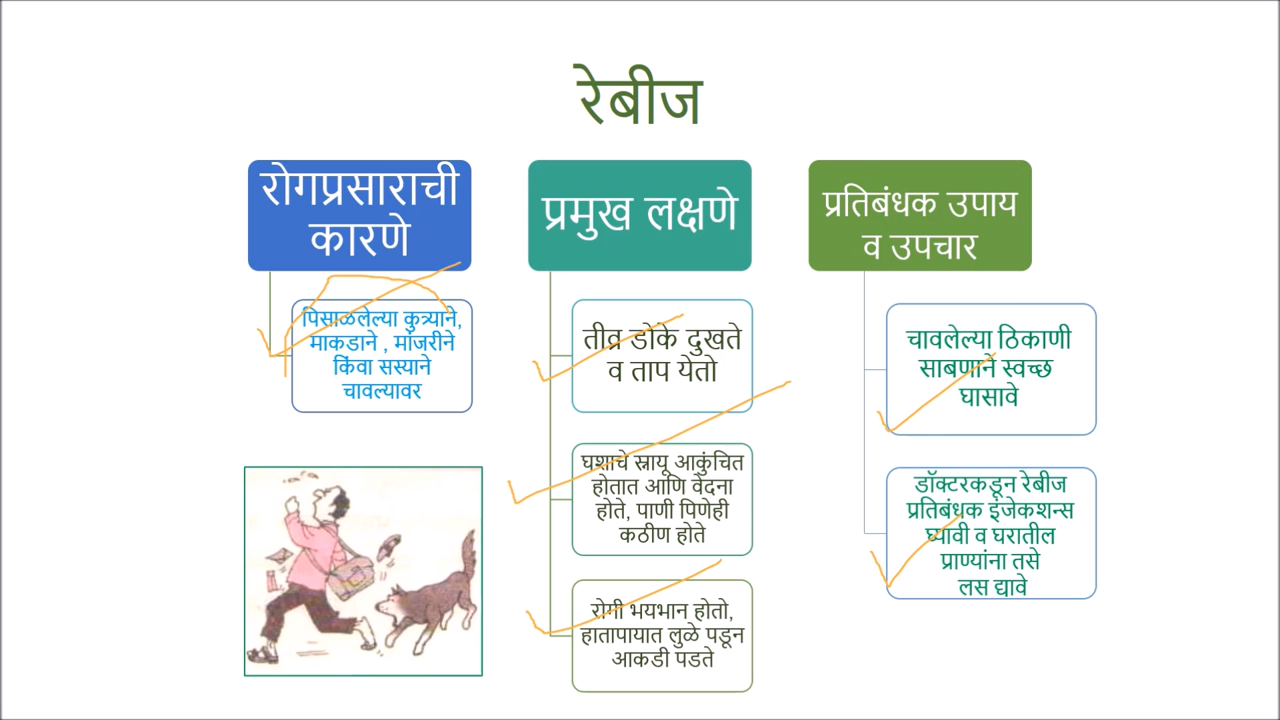 रेबीज
रोगप्रसाराची
कारणे
पिसाळलेल्या कुत्र्याने,
माकडाने , मांजरीने
किंवा सस्याने
चावल्यावर
प्रमुख लक्षणे
तीव्र डोके दुखते
व ताप येतो
घशाचे स्नायू आकुंचित
होतात आणि वेदना
होते, पाणी पिणेही
कठीण होते
रोगी भयभान होतो,
हातापायात लुळे पडून
आकडी पडते
प्रतिबंधक उपाय
व उपचार
चावलेल्या ठिकाणी
साबणाने स्वच्छ
घासावे
डॉक्टरकडून रेबीज
प्रतिबंधक इंजेकशन्स
घ्यावी व घरातील
प्राण्यांना तसे
लस द्यावे